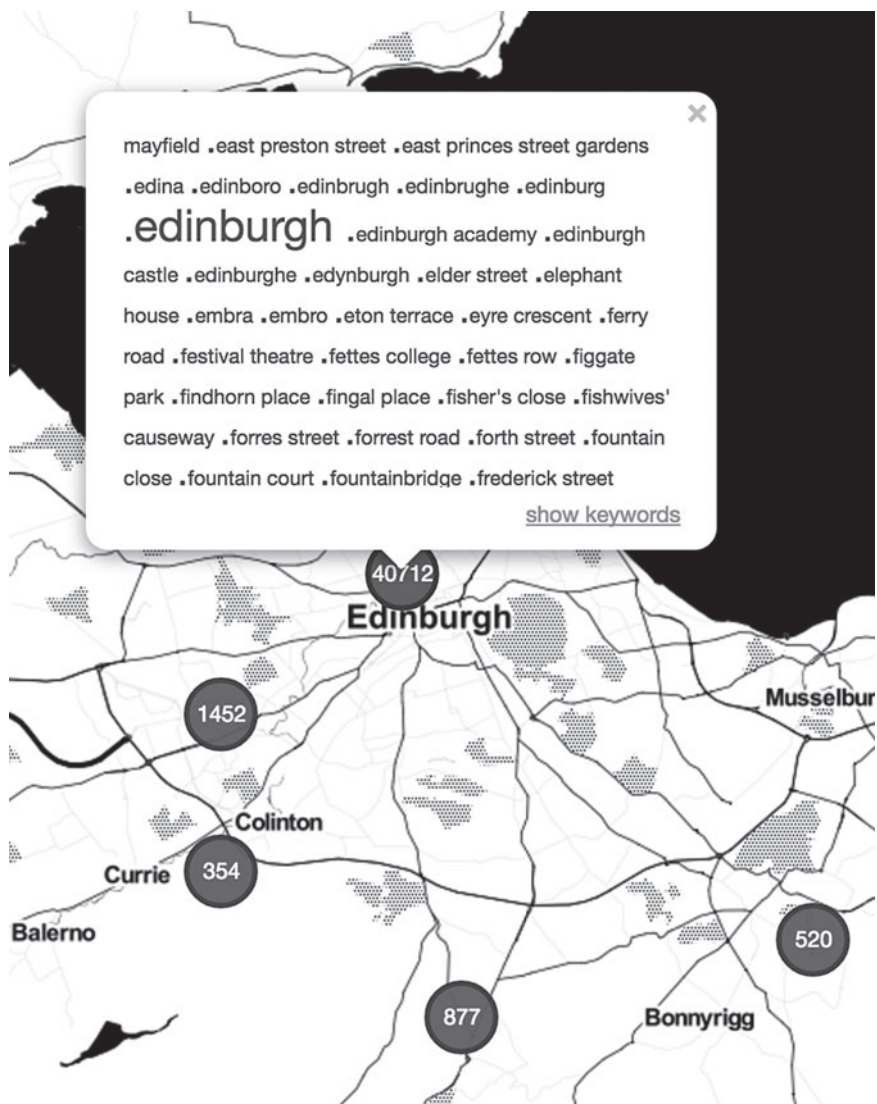 ×
mayfield .east preston street .east princes street gardens
.edina .edinboro .edinbrugh .edinbrughe .edinburg
.edinburgh .edinburgh academy .edinburgh
castle .edinburghe .edynburgh .elder street .elephant
house .embra .embro .eton terrace .eyre crescent .ferry
road .festival theatre .fettes college .fettes row .figgate
park .findhorn place .fingal place .fisher's close .fishwives'
causeway .forres street .forrest road .forth street .fountain
close .fountain court .fountainbridge .frederick street
show keywords
40712
Edinburgh
Musselbur
1452
Colinton
Currie
354
Balerno
520
877
Bonnyrigg